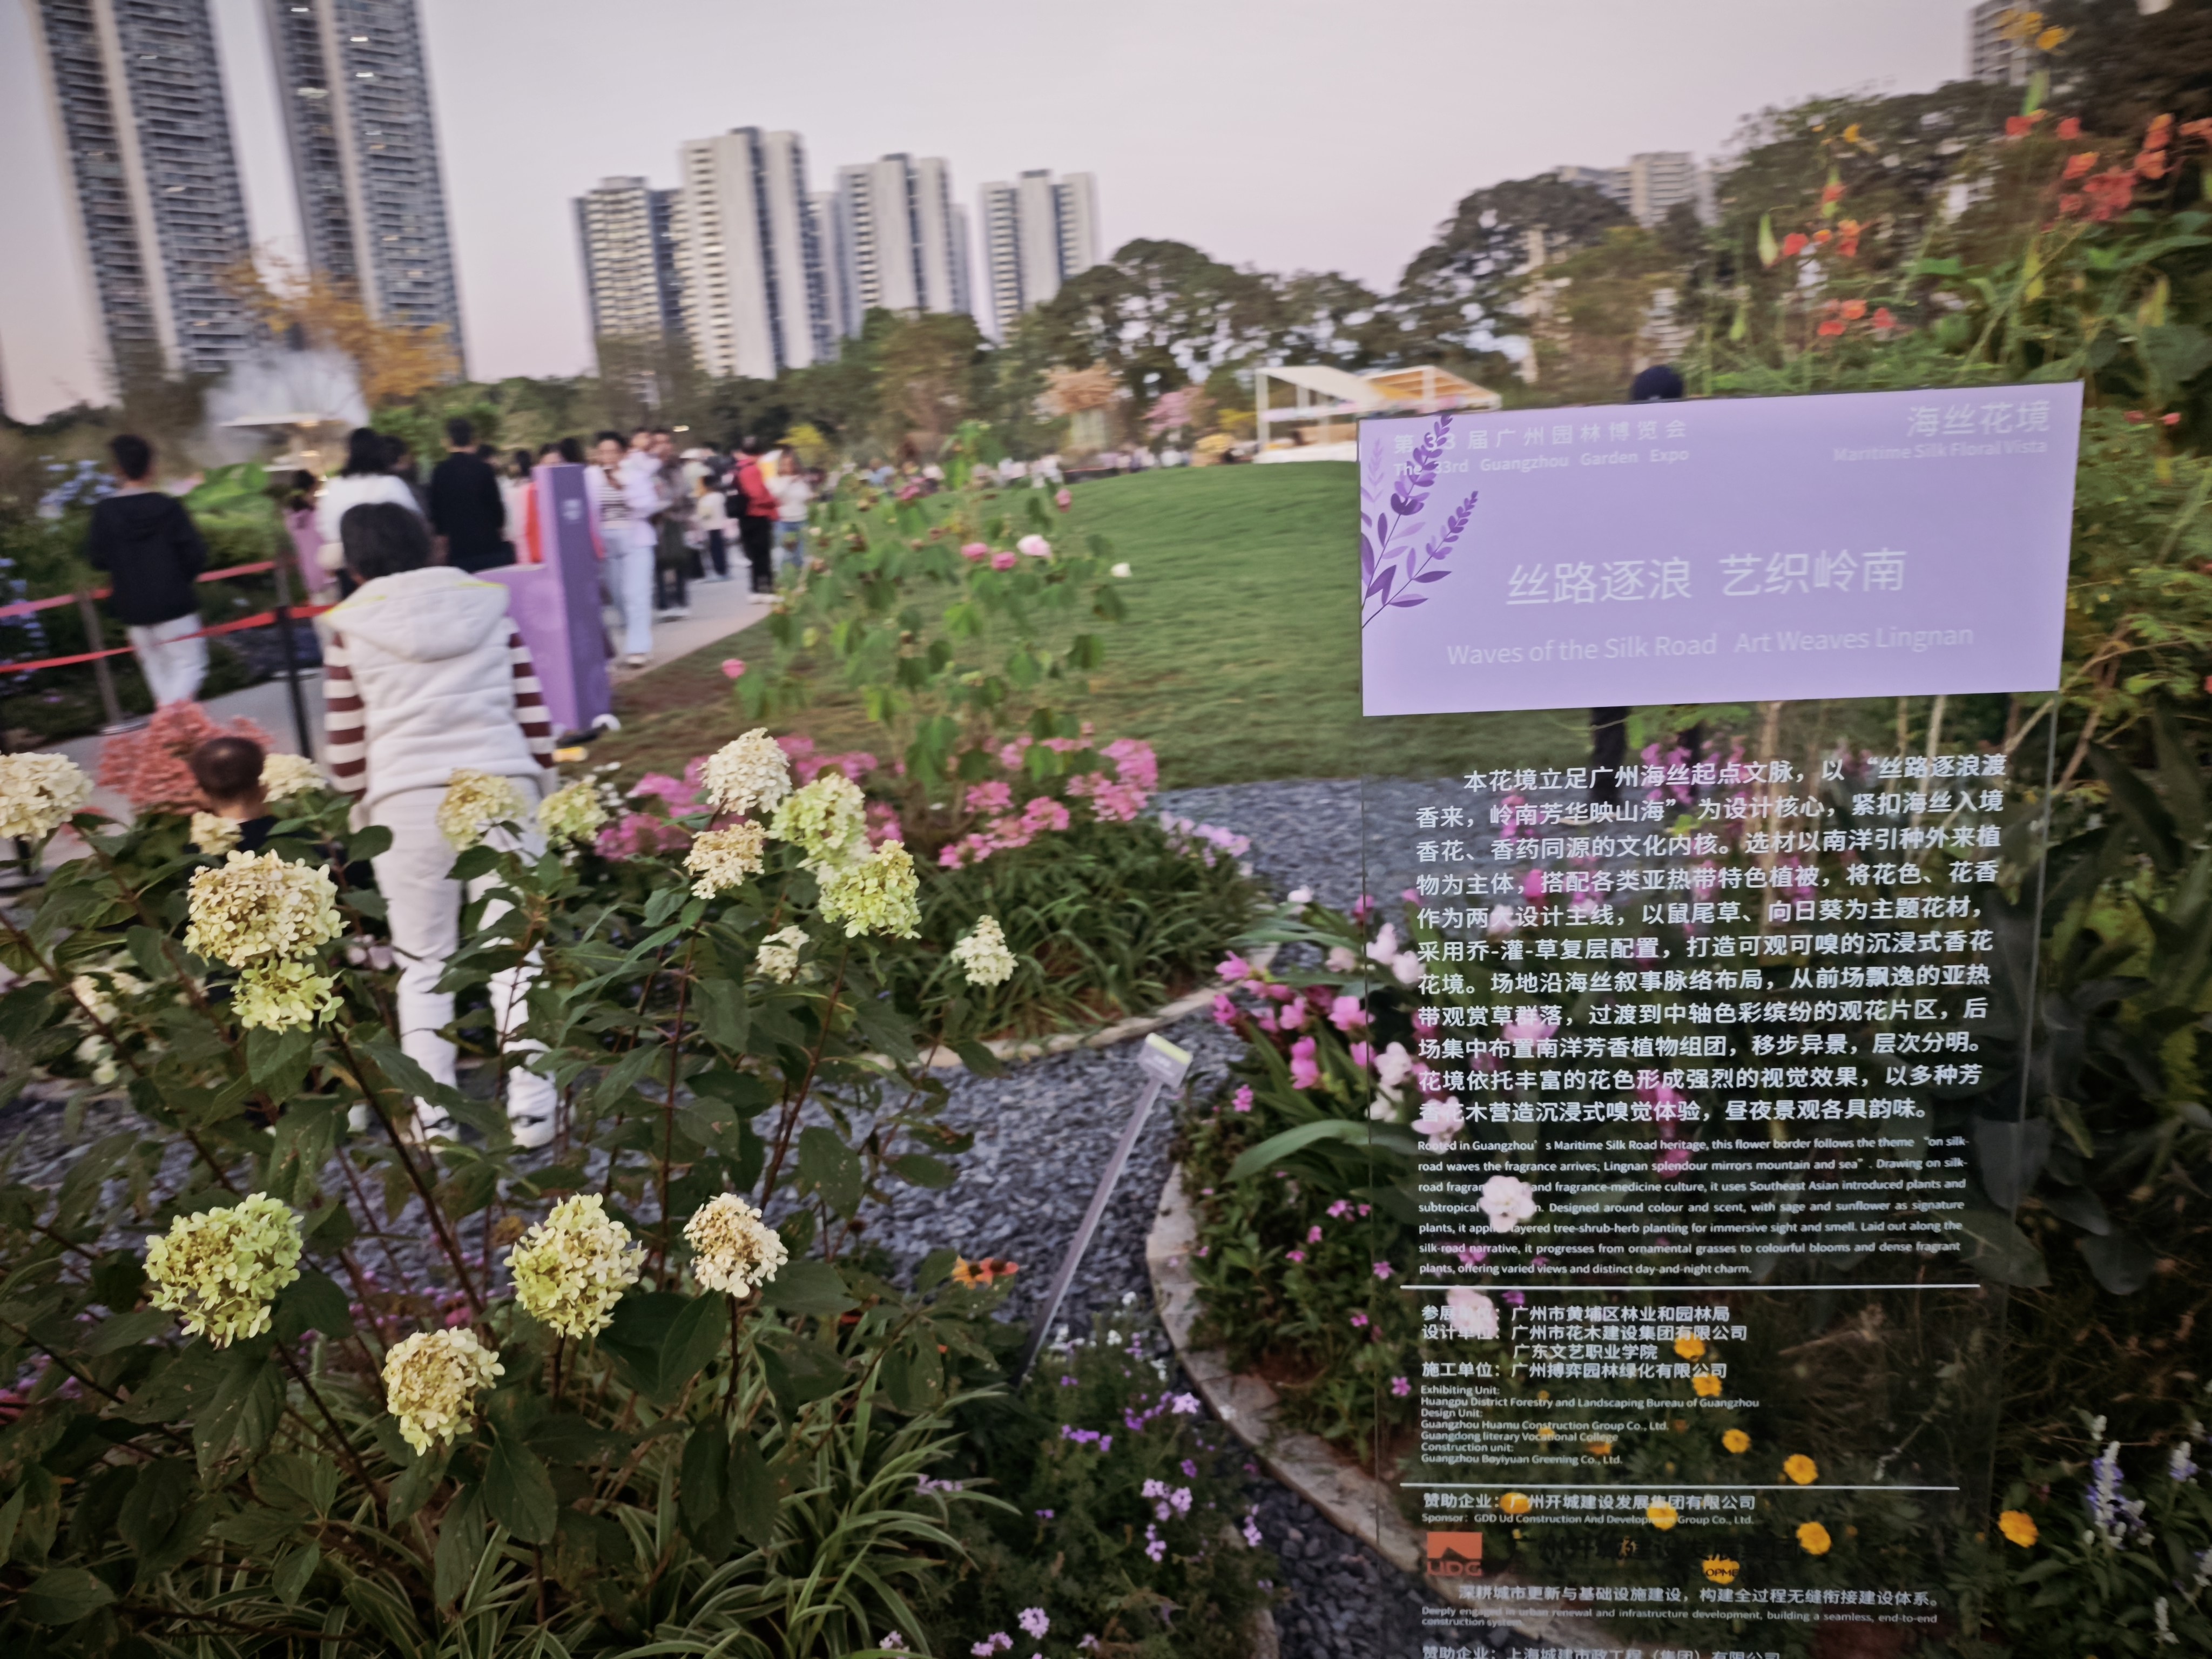 第33届广州园林博览会
The 33rd Guangzhou Garden Expo
海丝花境
Maritime Silk Floral Vista
丝路逐浪 艺织岭南
Waves of the Silk Road Art Weaves Lingnan
本花境立足广州海丝起点文脉，以“丝路逐浪渡
香来，岭南芳华映山海”为设计核心，紧扣海丝入境
香花、香药同源的文化内核。选材以南洋引种外来植
物为主体，搭配各类亚热带特色植被，将花色、花香
作为两大设计主线，以鼠尾草、向日葵为主题花材，
采用乔-灌-草复层配置，打造可观可嗅的沉浸式香花
花境。场地沿海丝叙事脉络布局，从前场飘逸的亚热
带观赏草群落，过渡到中轴色彩缤纷的观花片区，后
场集中布置南洋芳香植物组团，移步异景，层次分明。
花境依托丰富的花色形成强烈的视觉效果，以多种芳
香花木营造沉浸式嗅觉体验，昼夜景观各具韵味。
Rooted in Guangzhou's Maritime Silk Road heritage, this flower border follows the theme "on silk-
road waves the fragrance arrives; Lingnan splendour mirrors mountain and sea". Drawing on silk-
road and fragrance-medicine culture, it uses Southeast Asian introduced plants and
subtropical Designed around colour and scent, with sage and sunflower as signature
plants, it applies layered tree-shrub-herb planting for immersive sight and smell. Laid out along the
silk-road narrative, it progresses from ornamental grasses to colourful blooms and dense fragrant
plants, offering varied views and distinct day-and-night charm.
参展单位：广州市黄埔区林业和园林局
设计单位：广州市花木建设集团有限公司
广东文艺职业学院
施工单位：广州搏弈园林绿化有限公司
Exhibiting Unit:
Huangpu District Forestry and Landscaping Bureau of Guangzhou
Design Unit:
Guangzhou Huamu Construction Group Co., Ltd.
Guangdong literary Vocational College
Construction unit:
Guangzhou Boyiyuan Greening Co., Ltd.
赞助企业：广州开城建设发展集团有限公司
Sponsor: GDD Ud Construction And Development Group Co., Ltd.
UDG
深耕城市更新与基础设施建设，构建全过程无缝衔接建设体系。
Deeply engaged in urban renewal and infrastructure development, building a seamless, end-to-end
construction system.
赞助企业：上海城建市政工程（集团）有限公司